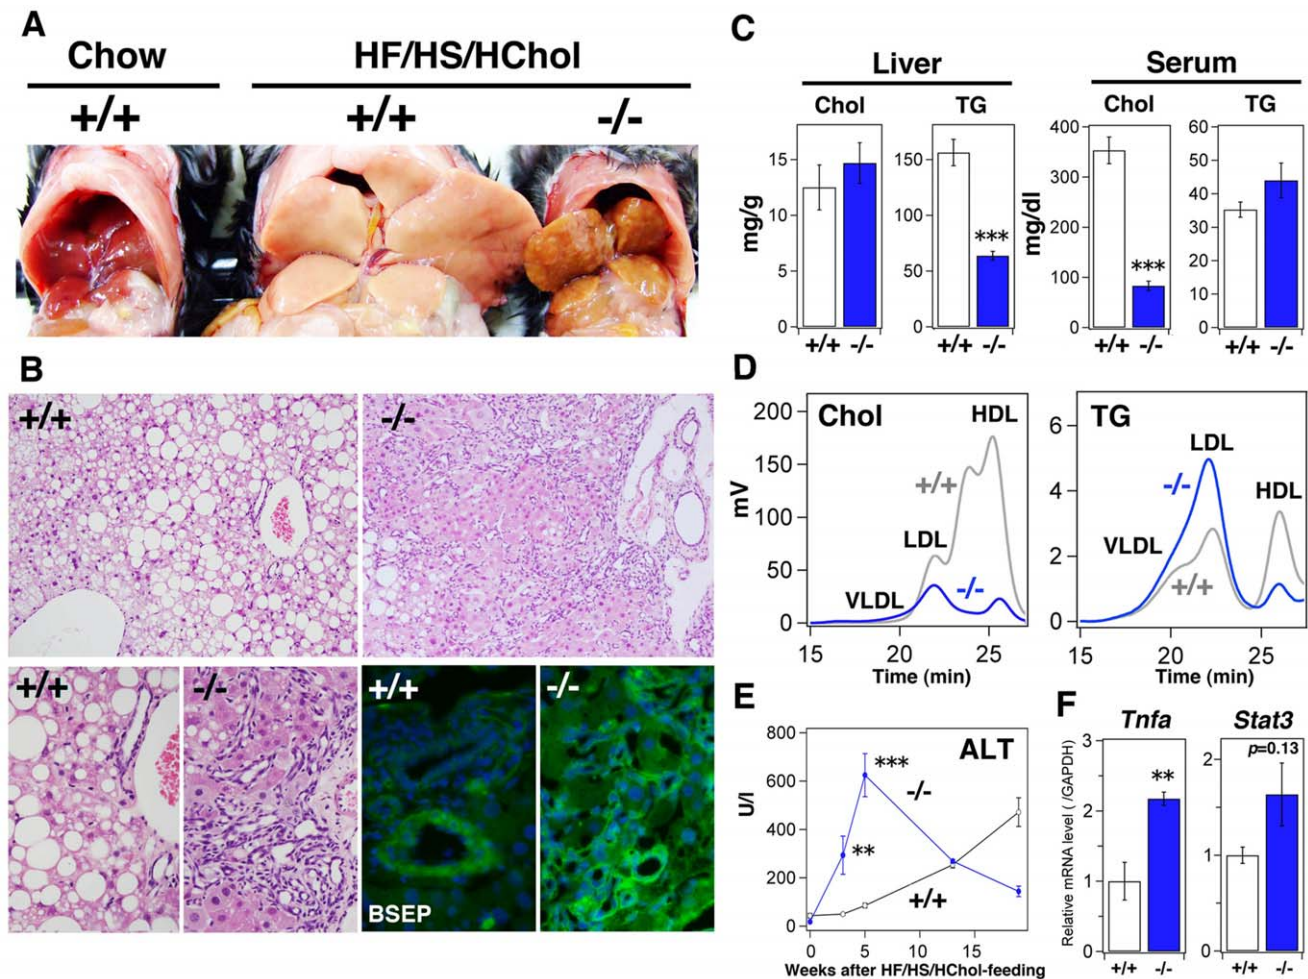 A
Chow
HF/HS/HChol
+/+
+/+
-/-
B
+/+
-/-
+/+
-/-
+/+
-/-
BSEP
C
Liver
Serum
Chol
TG
Chol
TG
mg/g
15
10
5
0
150
100
50
0
mg/dl
400
300
200
100
0
60
50
40
30
20
10
0
***
***
+/+ -/-
+/+ -/-
+/+ -/-
+/+ -/-
D
Chol
HDL
+/+
LDL
-/-
VLDL
mV
200
150
100
50
0
15 20 25
Time (min)
TG
LDL
-/-
HDL
VLDL
+/+
6
4
2
0
15 20 25
Time (min)
E
ALT
U/l
800
600
400
200
0
***
-/-
**
+/+
0 5 10 15
Weeks after HF/HS/HChol-feeding
F
Tnfa
Stat3
Relative mRNA level ( /GAPDH)
3
2
1
0
**
+/+ -/-
p=0.13
2
1
0
+/+ -/-